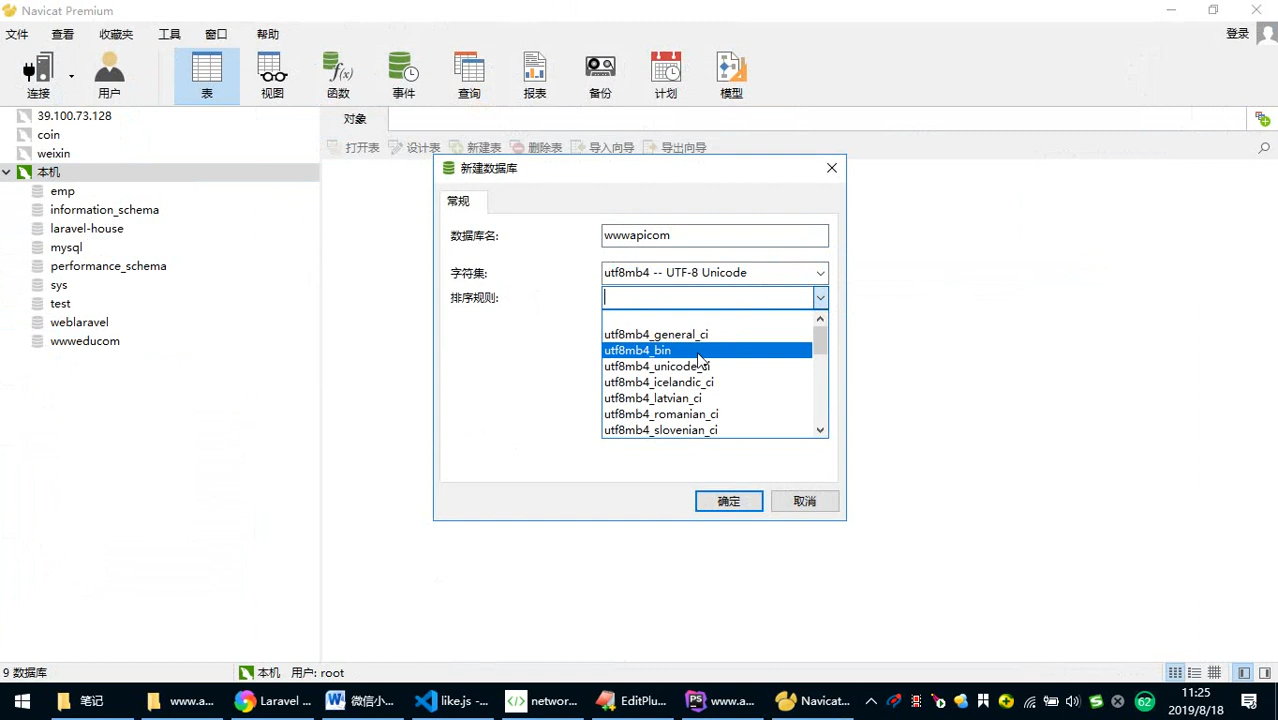 Navicat Premium
文件 查看 收藏夹 工具 窗口 帮助 登录
连接 用户 表 视图 函数 事件 查询 报表 备份 计划 模型
39.100.73.128
coin
weixin
本机
emp
information_schema
laravel-house
mysql
performance_schema
sys
test
weblaravel
wwweducom
对象
打开表 设计表 新建表 删除表 导入向导 导出向导
新建数据库
常规
数据库名: wwwapicom
字符集: utf8mb4 -- UTF-8 Unicode
排序规则:
utf8mb4_general_ci
utf8mb4_bin
utf8mb4_unicode_ci
utf8mb4_icelandic_ci
utf8mb4_latvian_ci
utf8mb4_romanian_ci
utf8mb4_slovenian_ci
确定 取消
9 数据库 本机 用户: root
笔记 www.a... Laravel ... 微信小... like.js -... networ... EditPlu... www.a... Navicat... 62 11:25
2019/8/18